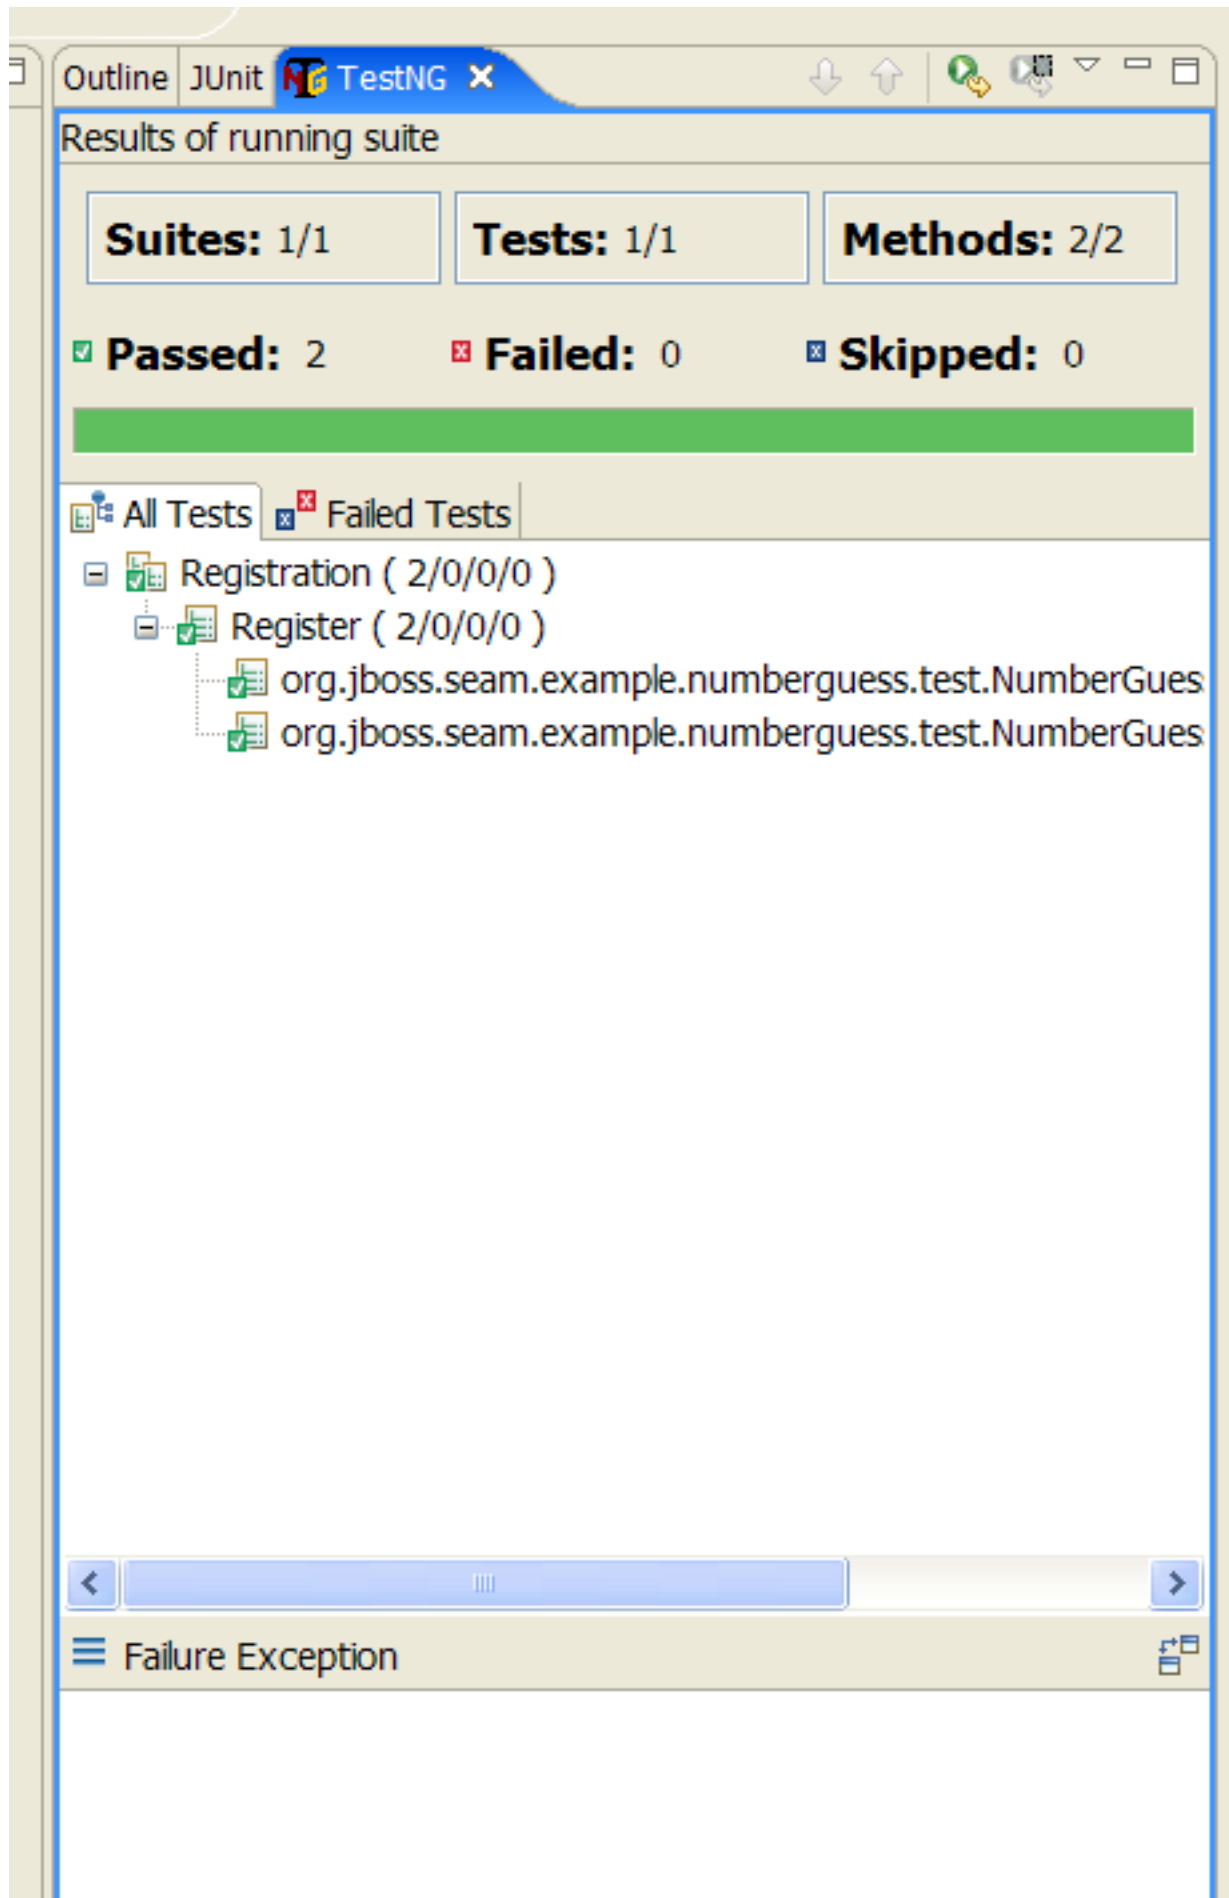 Outline JUnit TestNG
Results of running suite
Suites: 1/1 Tests: 1/1 Methods: 2/2
Passed: 2 Failed: 0 Skipped: 0
All Tests Failed Tests
Registration ( 2/0/0/0 )
Register ( 2/0/0/0 )
org.jboss.seam.example.numberguess.test.NumberGues
org.jboss.seam.example.numberguess.test.NumberGues
Failure Exception